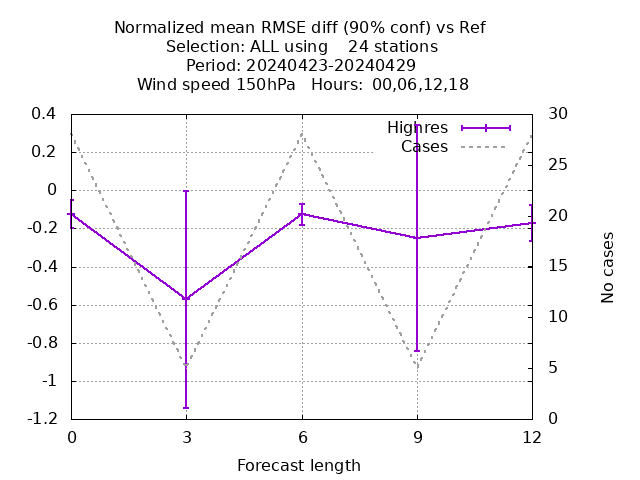 Normalized mean RMSE diff (90% conf) vs Ref
Selection: ALL using    24 stations
Period: 20240423-20240429
Wind speed 150hPa   Hours:  00,06,12,18
Highres
Cases
0.4
0.2
0
-0.2
-0.4
-0.6
-0.8
-1
-1.2
30
25
20
15
10
5
0
No cases
0 3 6 9 12
Forecast length